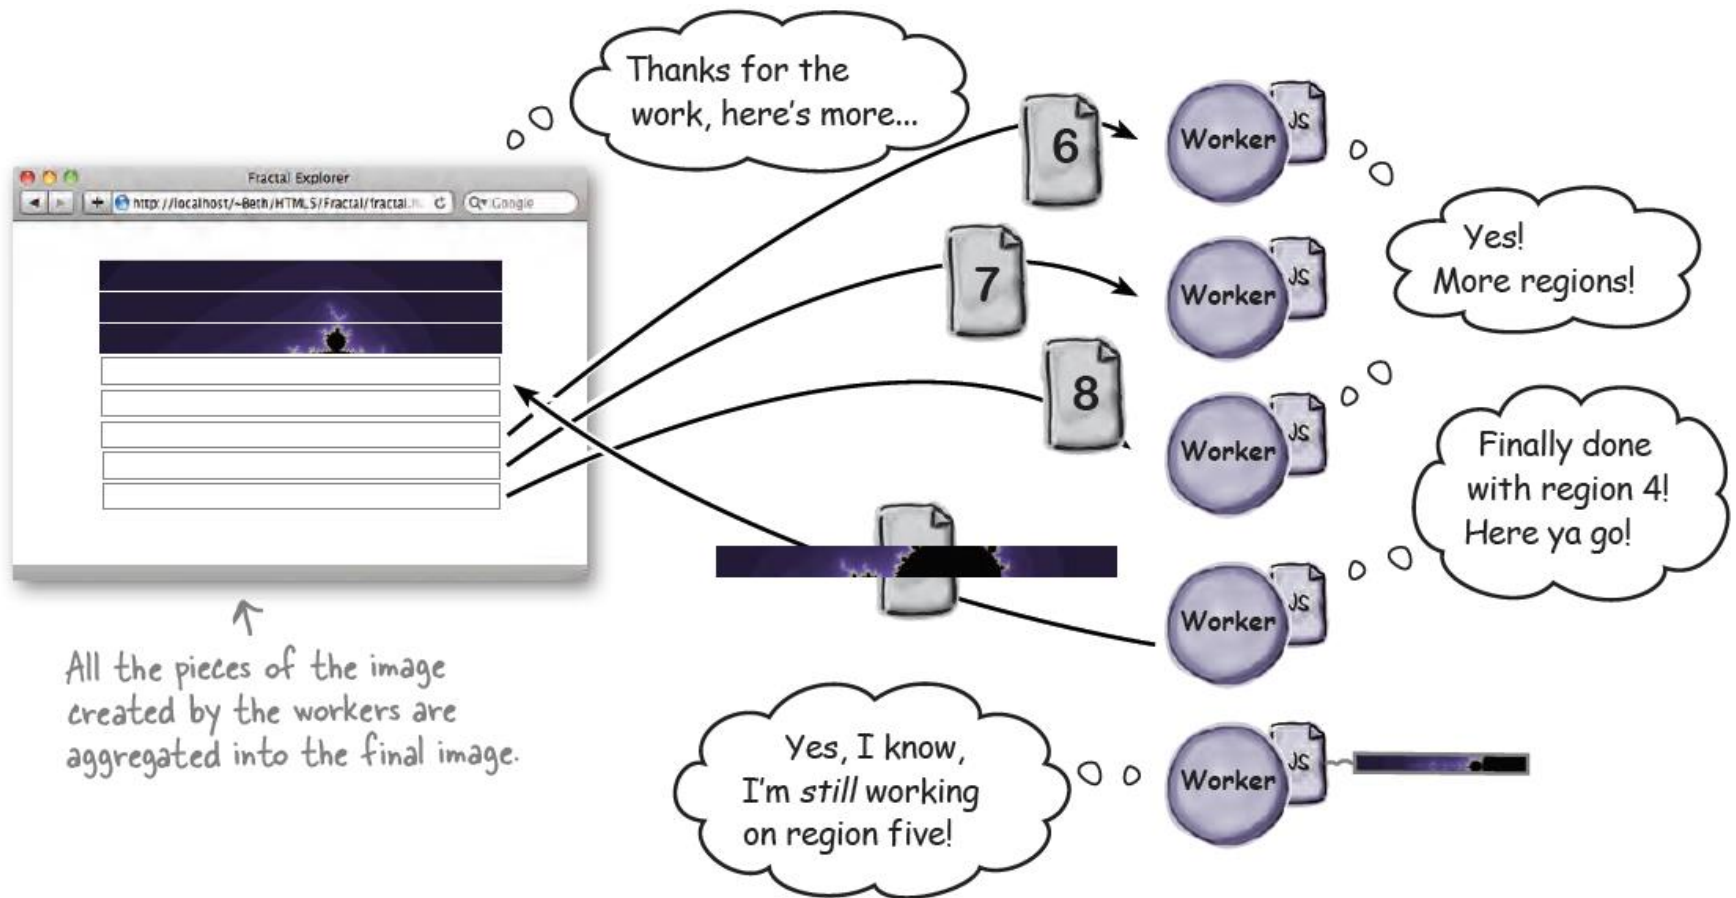 Thanks for the
work, here's more...
Fractal Explorer
http://localhost/~Beth/HTML5/Fractal/fractal.
Google
6
7
8
Worker
JS
Worker
JS
Worker
JS
Worker
JS
Worker
JS
Yes!
More regions!
Finally done
with region 4!
Here ya go!
Yes, I know,
I'm still working
on region five!
All the pieces of the image
created by the workers are
aggregated into the final image.